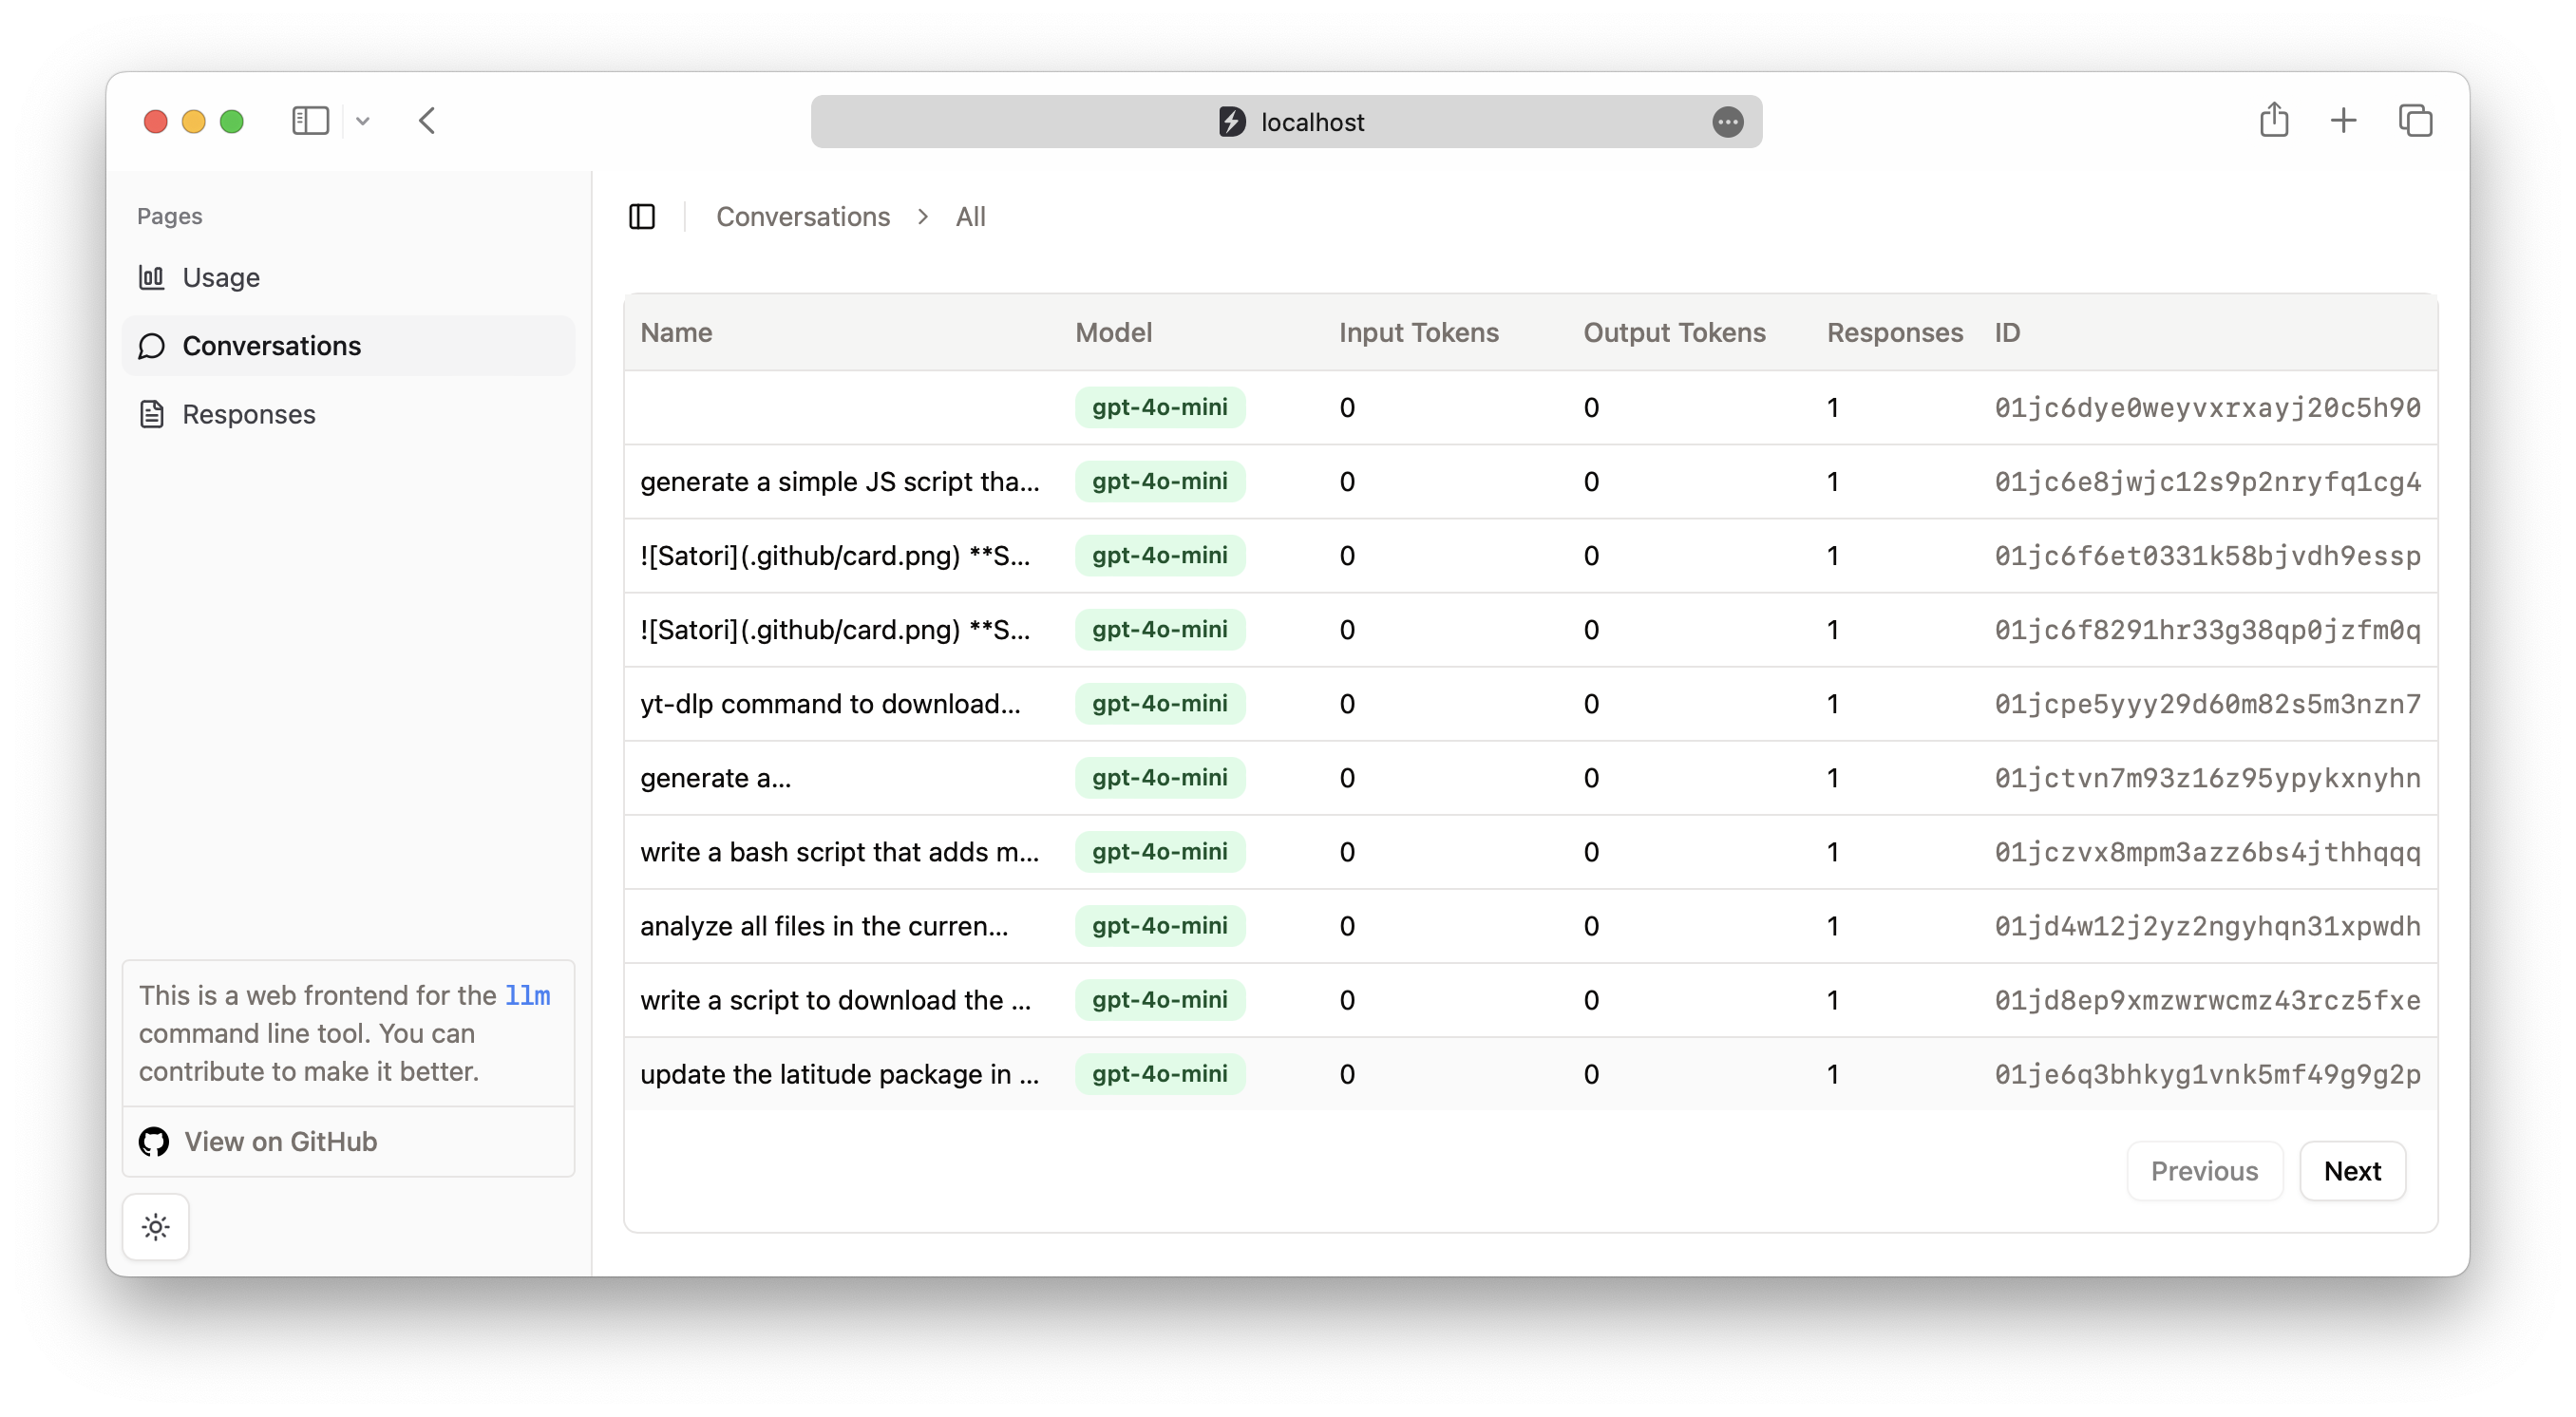 localhost
Pages
Usage
Conversations
Responses
This is a web frontend for the llm
command line tool. You can
contribute to make it better.
View on GitHub
Conversations > All
Name Model Input Tokens Output Tokens Responses ID
gpt-4o-mini 0 0 1 01jc6dye0weyvxrxayj20c5h90
generate a simple JS script tha... gpt-4o-mini 0 0 1 01jc6e8jwjc12s9p2nryfq1cg4
![Satori](.github/card.png) **S... gpt-4o-mini 0 0 1 01jc6f6et0331k58bjvdh9essp
![Satori](.github/card.png) **S... gpt-4o-mini 0 0 1 01jc6f8291hr33g38qp0jzfm0q
yt-dlp command to download... gpt-4o-mini 0 0 1 01jcpe5yyy29d60m82s5m3nzn7
generate a... gpt-4o-mini 0 0 1 01jctvn7m93z16z95ypykxnyhn
write a bash script that adds m... gpt-4o-mini 0 0 1 01jczvx8mpm3azz6bs4jthhqqq
analyze all files in the curren... gpt-4o-mini 0 0 1 01jd4w12j2yz2ngyhqn31xpwdh
write a script to download the ... gpt-4o-mini 0 0 1 01jd8ep9xmzwrwcmz43rcz5fxe
update the latitude package in ... gpt-4o-mini 0 0 1 01je6q3bhkyg1vnk5mf49g9g2p
Previous Next